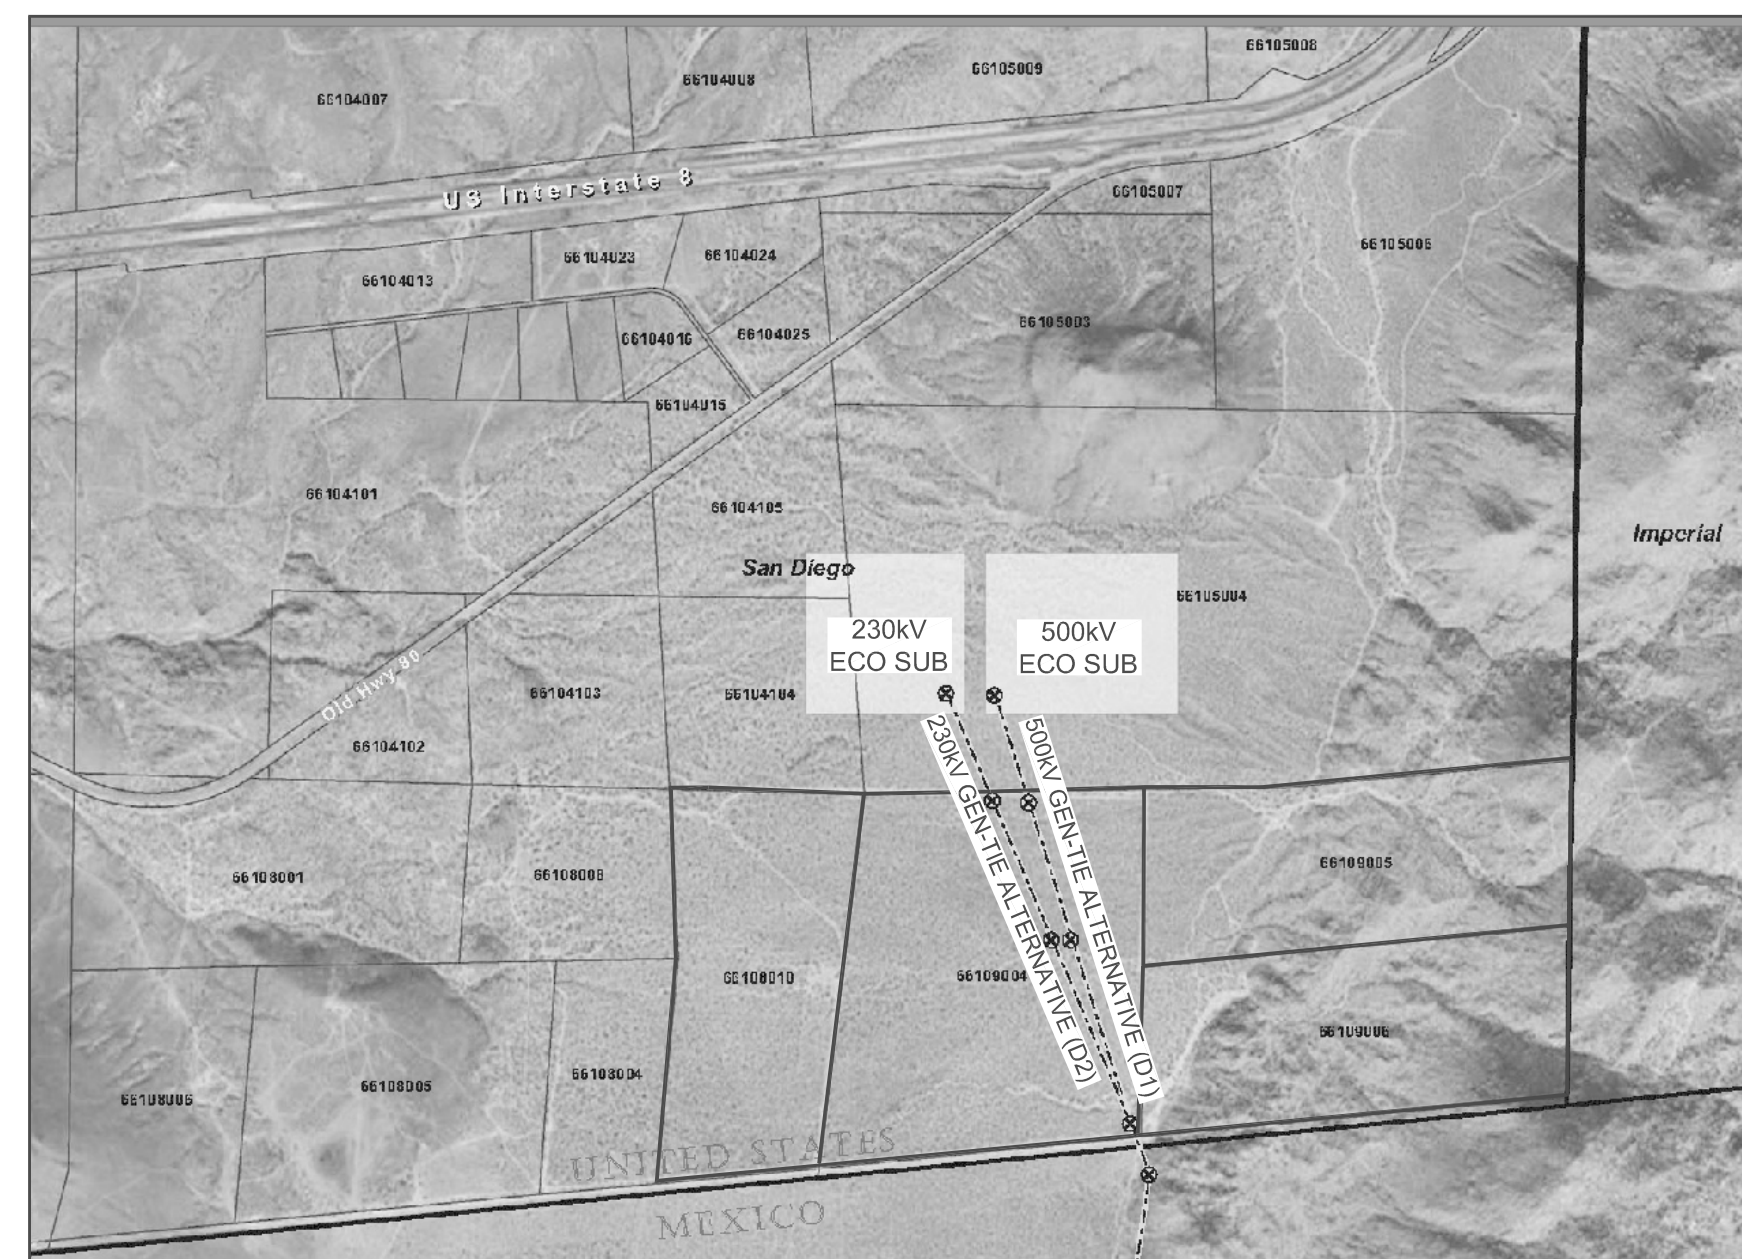 66105008
66105009
66104008
66104007
US Interstate 8
66105007
66105006
66104023
66104024
66104013
66105003
66104025
66104016
66104015
66104101
66104105
Imperial
San Diego
66105004
230kV
ECO SUB
500kV
ECO SUB
Old Hwy 80
66104103
66104104
66104102
230kV GEN-TIE ALTERNATIVE (D2)
500kV GEN-TIE ALTERNATIVE (D1)
66109005
66108001
66108008
66108010
66109004
66109006
66108004
66108005
66108006
UNITED STATES
MEXICO